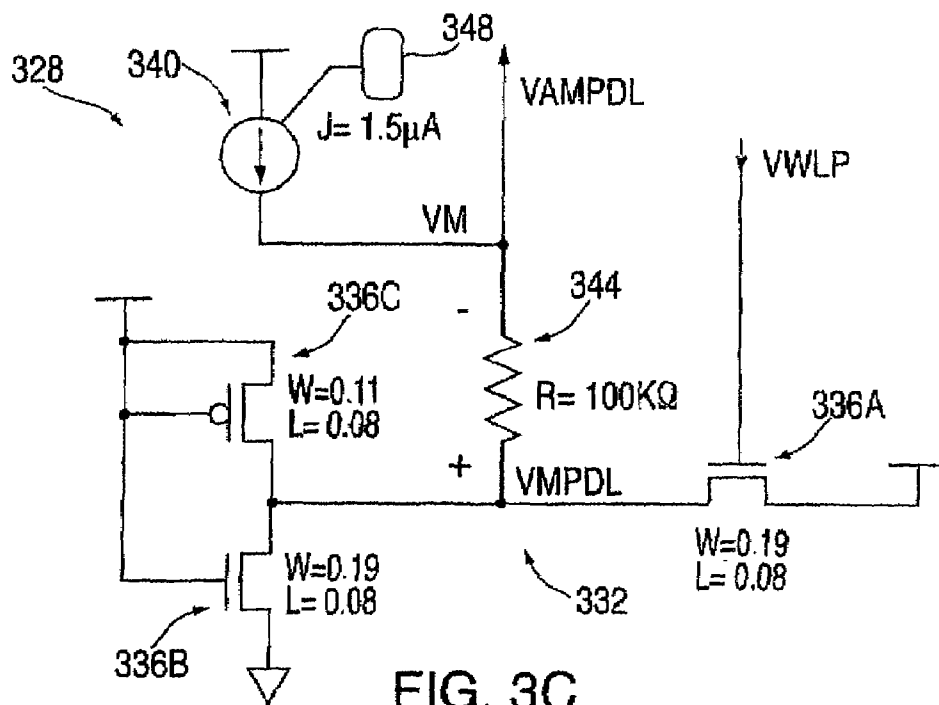 348
340
328
VAMPDL
J= 1.5µA
VWLP
VM
344
336C
-
W=0.11
L= 0.08
R= 100KΩ
336A
+
VMPDL
W=0.19
L= 0.08
W=0.19
L= 0.08
332
336B
FIG. 3C